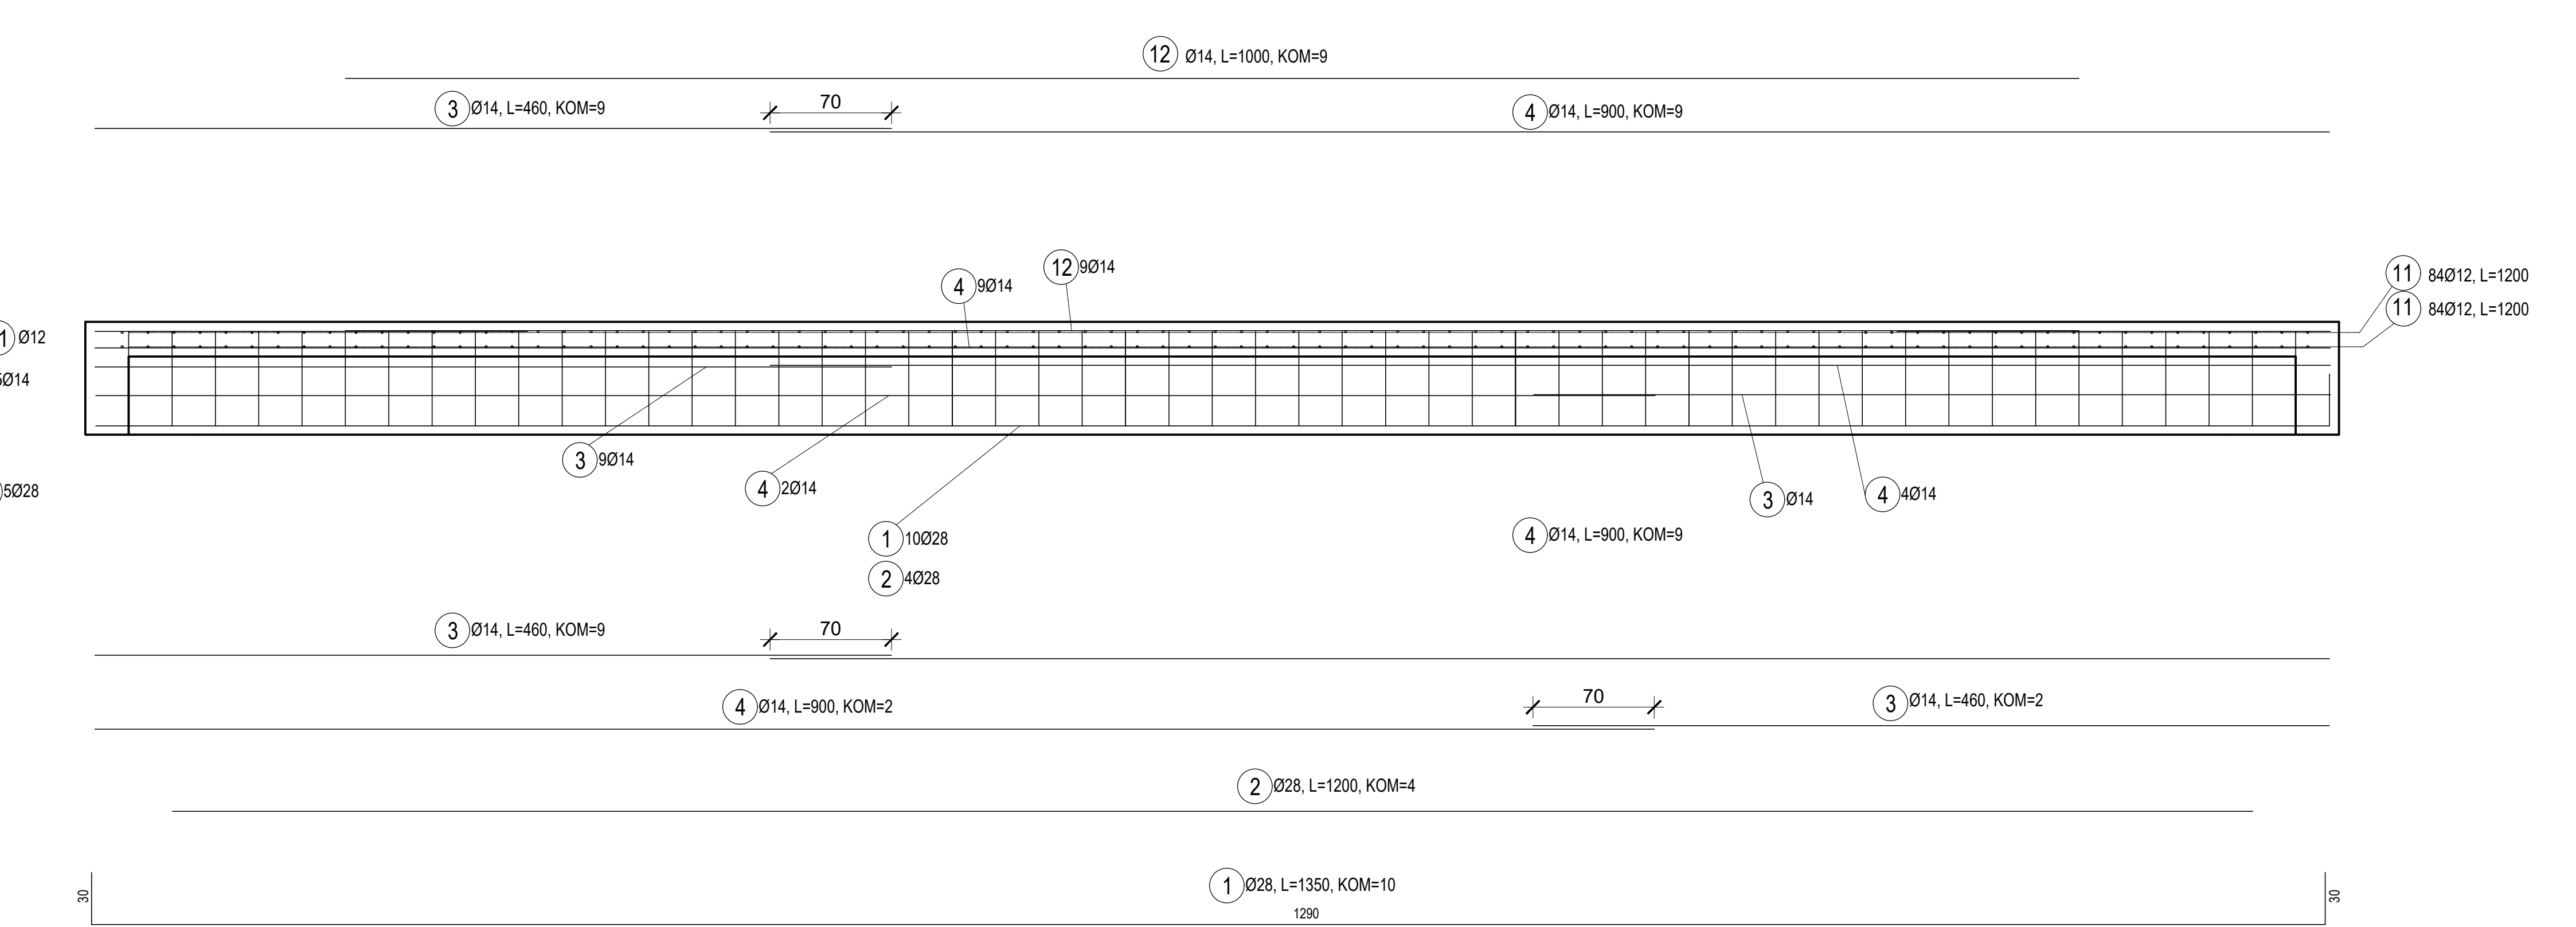 12 Ø14, L=1000, KOM=9
3 Ø14, L=460, KOM=9
70
4 Ø14, L=900, KOM=9
12 9Ø14
4 9Ø14
11 84Ø12, L=1200
11 84Ø12, L=1200
1 Ø12
5Ø14
5Ø28
3 9Ø14
4 2Ø14
3 Ø14
4 4Ø14
1 10Ø28
2 4Ø28
4 Ø14, L=900, KOM=9
3 Ø14, L=460, KOM=9
70
4 Ø14, L=900, KOM=2
70
3 Ø14, L=460, KOM=2
2 Ø28, L=1200, KOM=4
30
1 Ø28, L=1350, KOM=10
30
1290